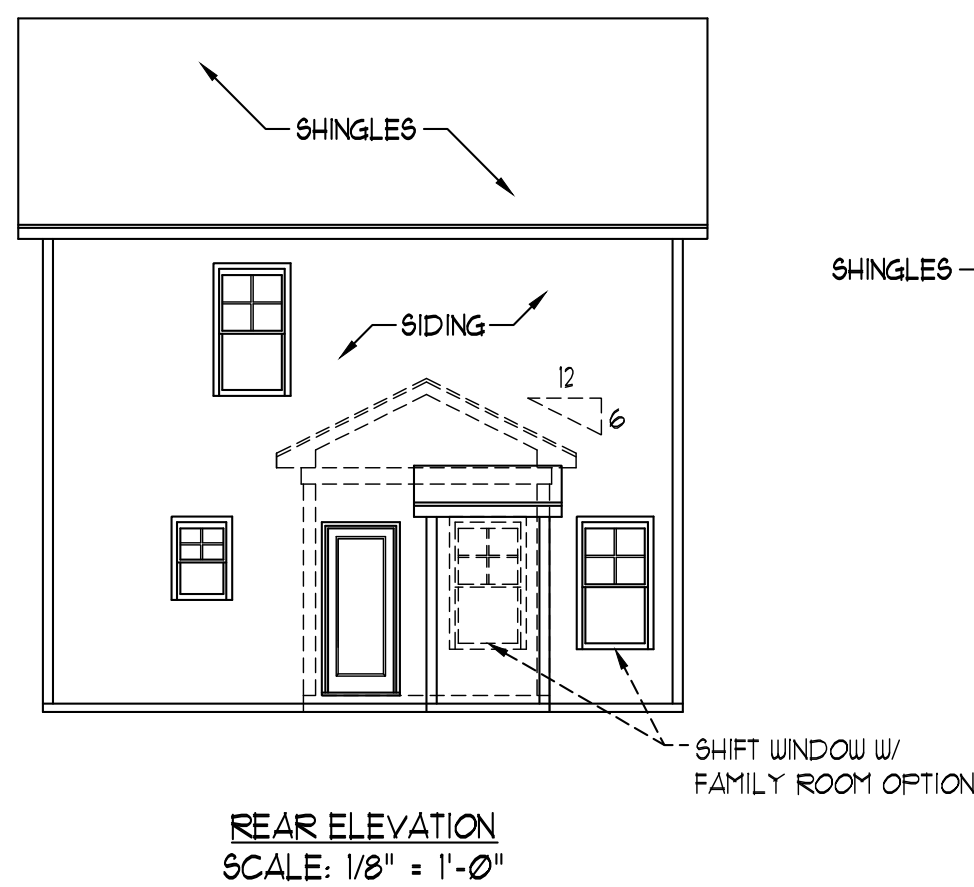 SHINGLES
SHINGLES
SIDING
12
6
SHIFT WINDOW W/
FAMILY ROOM OPTION
REAR ELEVATION
SCALE: 1/8" = 1'-0"